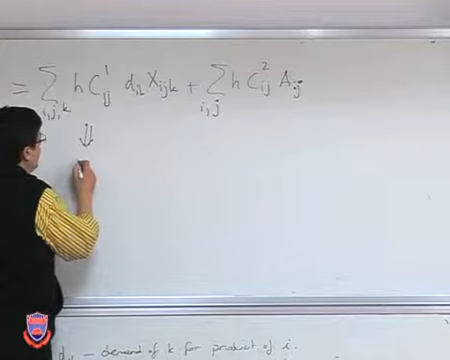 = ∑ h C¹ᵢⱼ dᵢₖ Xᵢⱼₖ + ∑ h C²ᵢⱼ Aᵢⱼ
i,j,k i,j
⇓
dᵢₖ — demand of k for product of i.